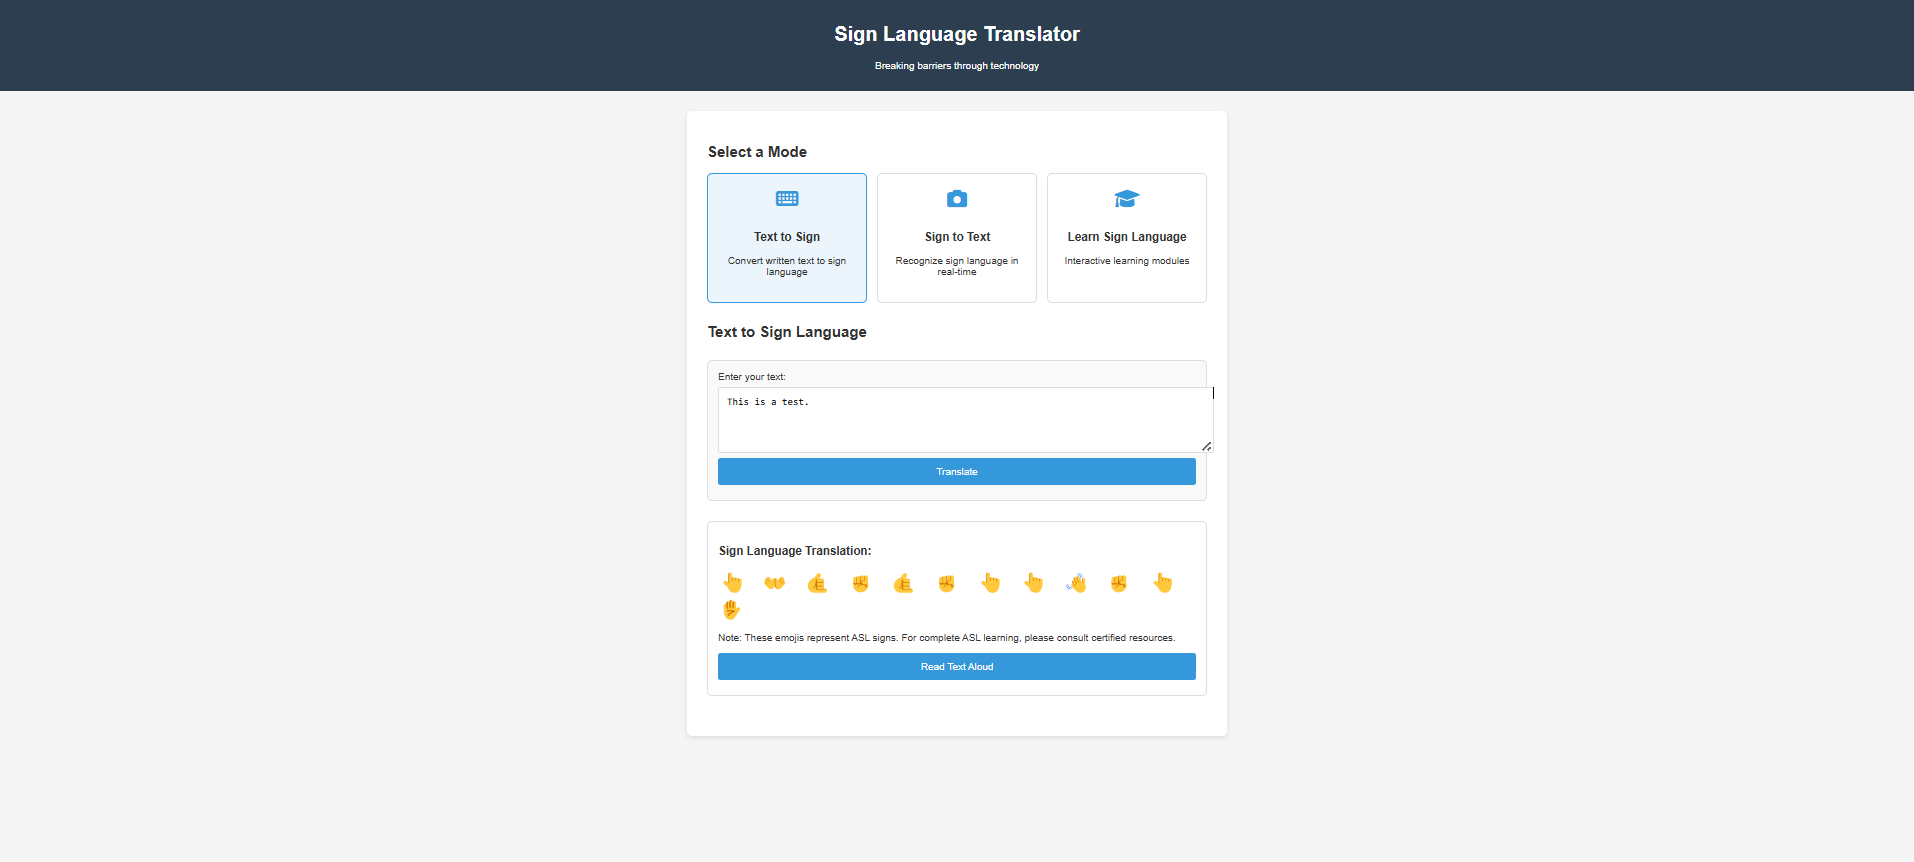 Sign Language Translator
Breaking barriers through technology
Select a Mode
Text to Sign
Convert written text to sign
language
Sign to Text
Recognize sign language in
real-time
Learn Sign Language
Interactive learning modules
Text to Sign Language
Enter your text:
This is a test.
Translate
Sign Language Translation:
👆 👐 🤙 ✊ 🤙 ✊ 👆 👆 👋 ✊ 👆
🤚
Note: These emojis represent ASL signs. For complete ASL learning, please consult certified resources.
Read Text Aloud